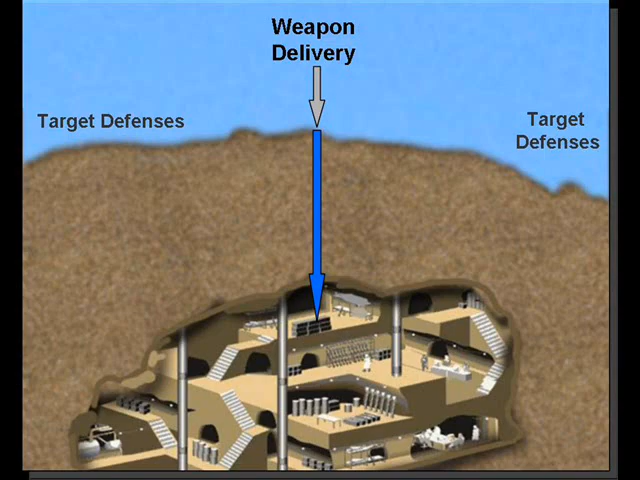 Weapon
Delivery
Target Defenses
Target
Defenses